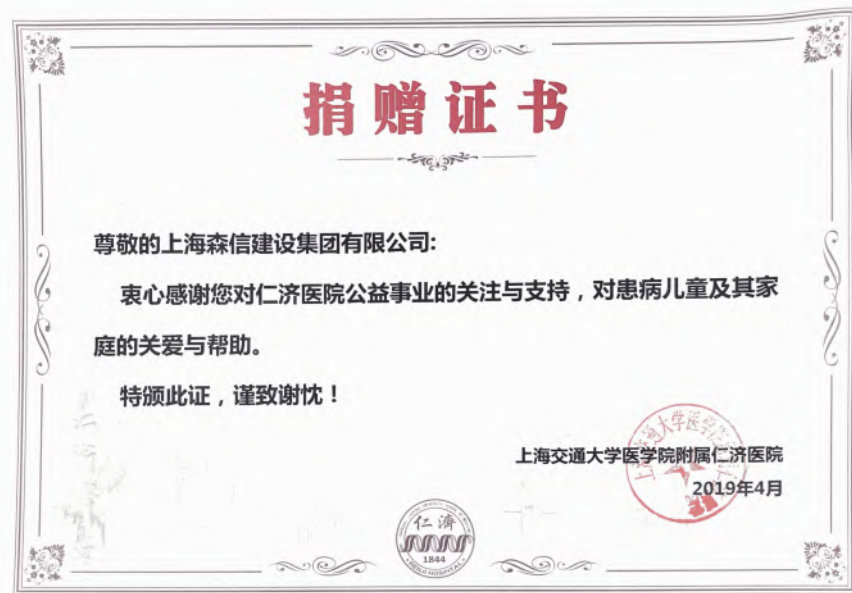 捐赠证书
尊敬的上海森信建设集团有限公司:
衷心感谢您对仁济医院公益事业的关注与支持，对患病儿童及其家
庭的关爱与帮助。
特颁此证，谨致谢忱！
上海交通大学医学院附属仁济医院
2019年4月
仁濟
1844
RENJI HOSPITAL